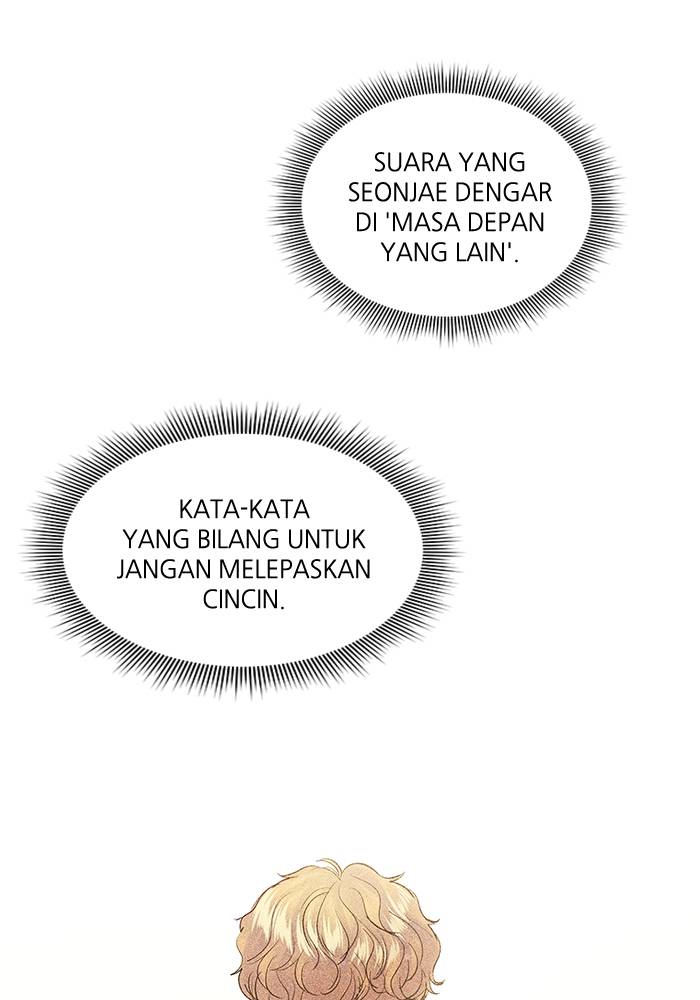 SUARA YANG
SEONJAE DENGAR
DI 'MASA DEPAN
YANG LAIN'.
KATA-KATA
YANG BILANG UNTUK
JANGAN MELEPASKAN
CINCIN.